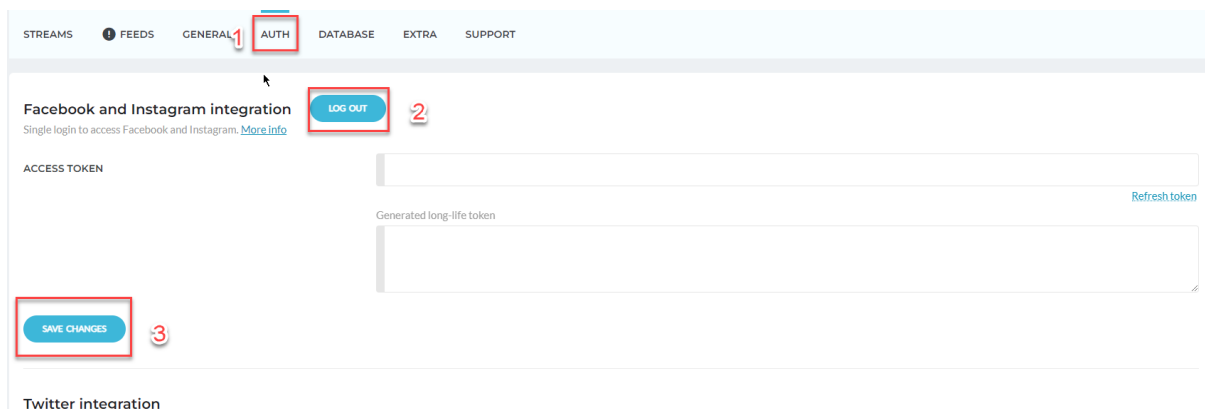 STREAMS ! FEEDS GENERAL 1 AUTH DATABASE EXTRA SUPPORT
Facebook and Instagram integration LOG OUT 2
Single login to access Facebook and Instagram. More info
ACCESS TOKEN
Refresh token
Generated long-life token
SAVE CHANGES 3
Twitter integration